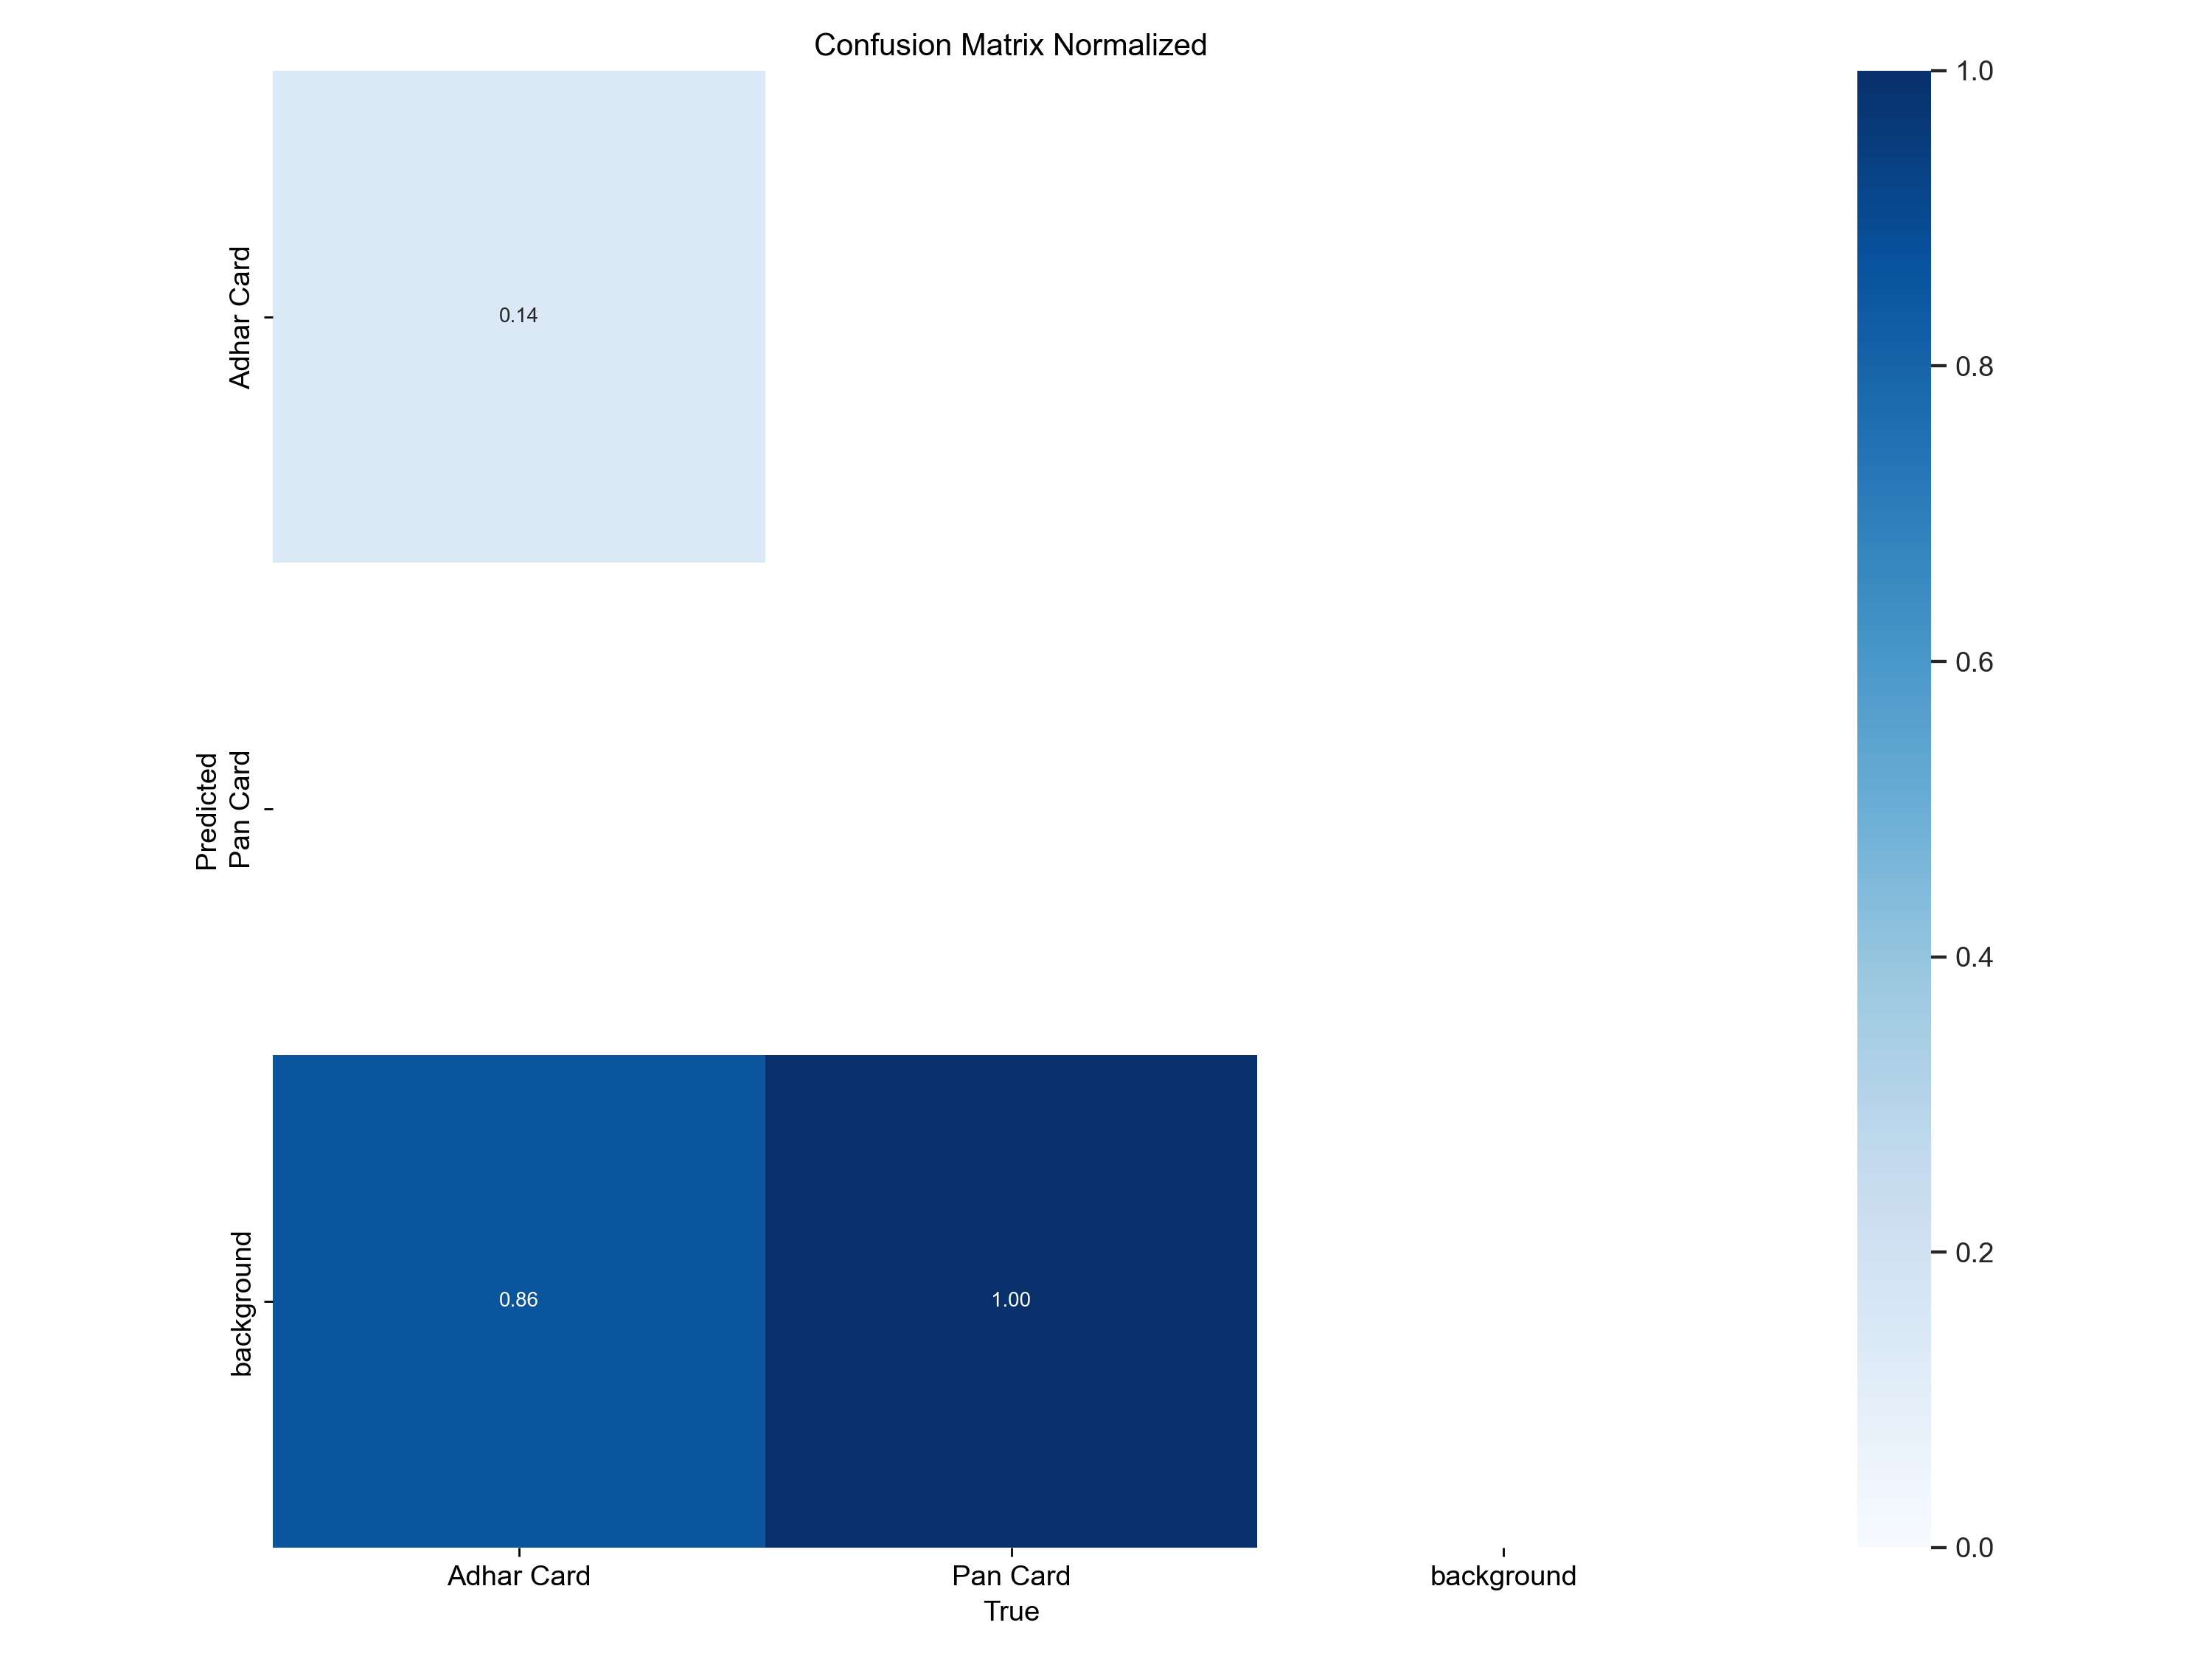 Confusion Matrix Normalized
1.0
Adhar Card
0.14
0.8
0.6
Predicted
Pan Card
0.4
0.2
background
0.86
1.00
0.0
Adhar Card
Pan Card
background
True